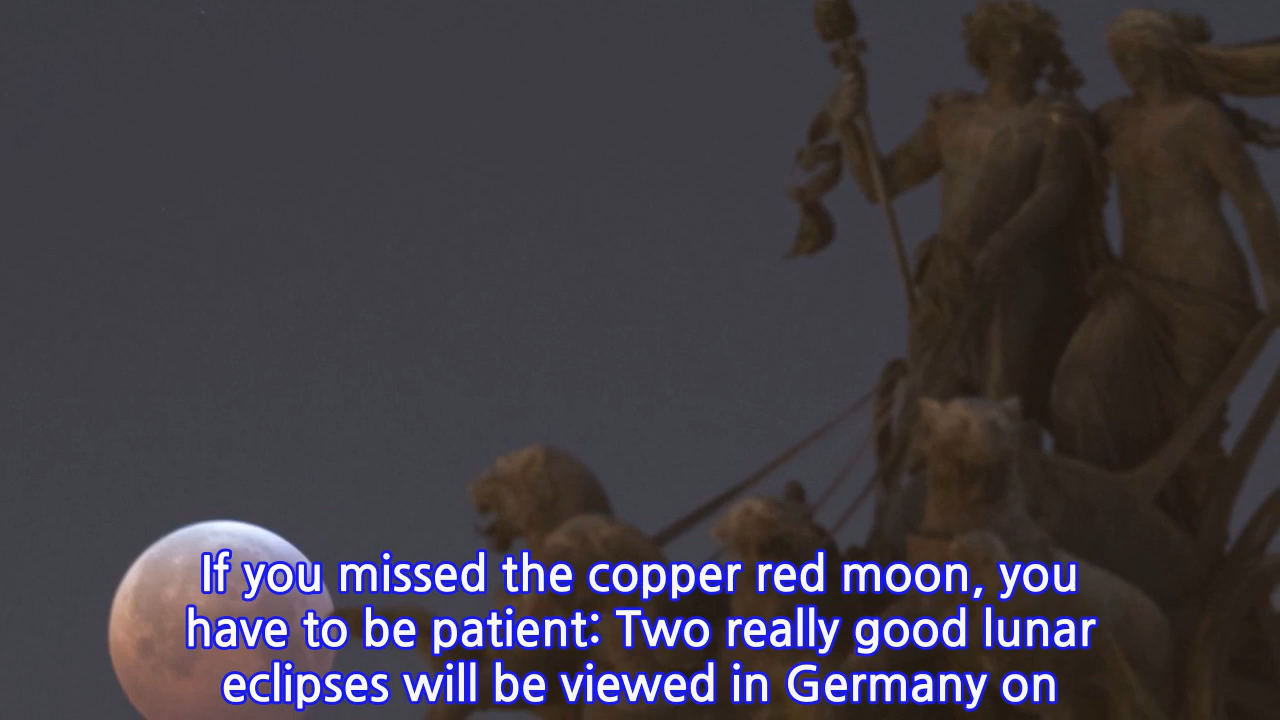 If you missed the copper red moon, you
have to be patient: Two really good lunar
eclipses will be viewed in Germany on